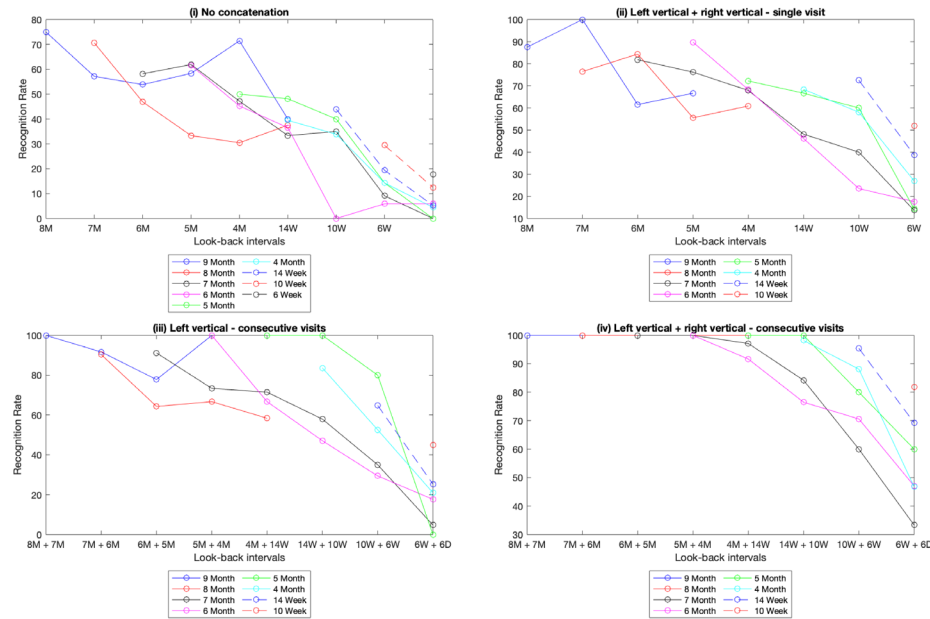 (i) No concatenation
80
70
60
50
40
30
20
10
0
Recognition Rate
8M 7M 6M 5M 4M 14W 10W 6W
Look-back intervals
9 Month 4 Month
8 Month 14 Week
7 Month 10 Week
6 Month 6 Week
5 Month
(ii) Left vertical + right vertical - single visit
100
90
80
70
60
50
40
30
20
10
Recognition Rate
8M 7M 6M 5M 4M 14W 10W 6W
Look-back intervals
9 Month 5 Month
8 Month 4 Month
7 Month 14 Week
6 Month 10 Week
(iii) Left vertical - consecutive visits
100
80
60
40
20
0
Recognition Rate
8M + 7M 7M + 6M 6M + 5M 5M + 4M 4M + 14W 14W + 10W 10W + 6W 6W + 6D
Look-back intervals
9 Month 5 Month
8 Month 4 Month
7 Month 14 Week
6 Month 10 Week
(iv) Left vertical + right vertical - consecutive visits
100
90
80
70
60
50
40
30
Recognition Rate
8M + 7M 7M + 6M 6M + 5M 5M + 4M 4M + 14W 14W + 10W 10W + 6W 6W + 6D
Look-back intervals
9 Month 5 Month
8 Month 4 Month
7 Month 14 Week
6 Month 10 Week